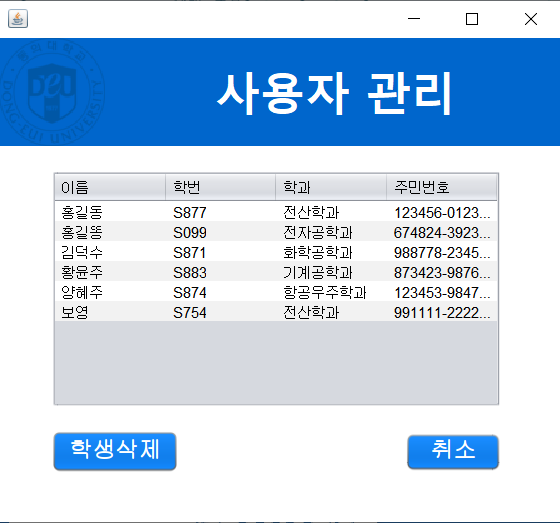 사용자 관리
이름 학번 학과 주민번호
홍길동 S877 전산학과 123456-0123...
홍길똥 S099 전자공학과 674824-3923...
김덕수 S871 화학공학과 988778-2345...
황윤주 S883 기계공학과 873423-9876...
양혜주 S874 항공우주학과 123453-9847...
보영 S754 전산학과 991111-2222...
학생삭제 취소